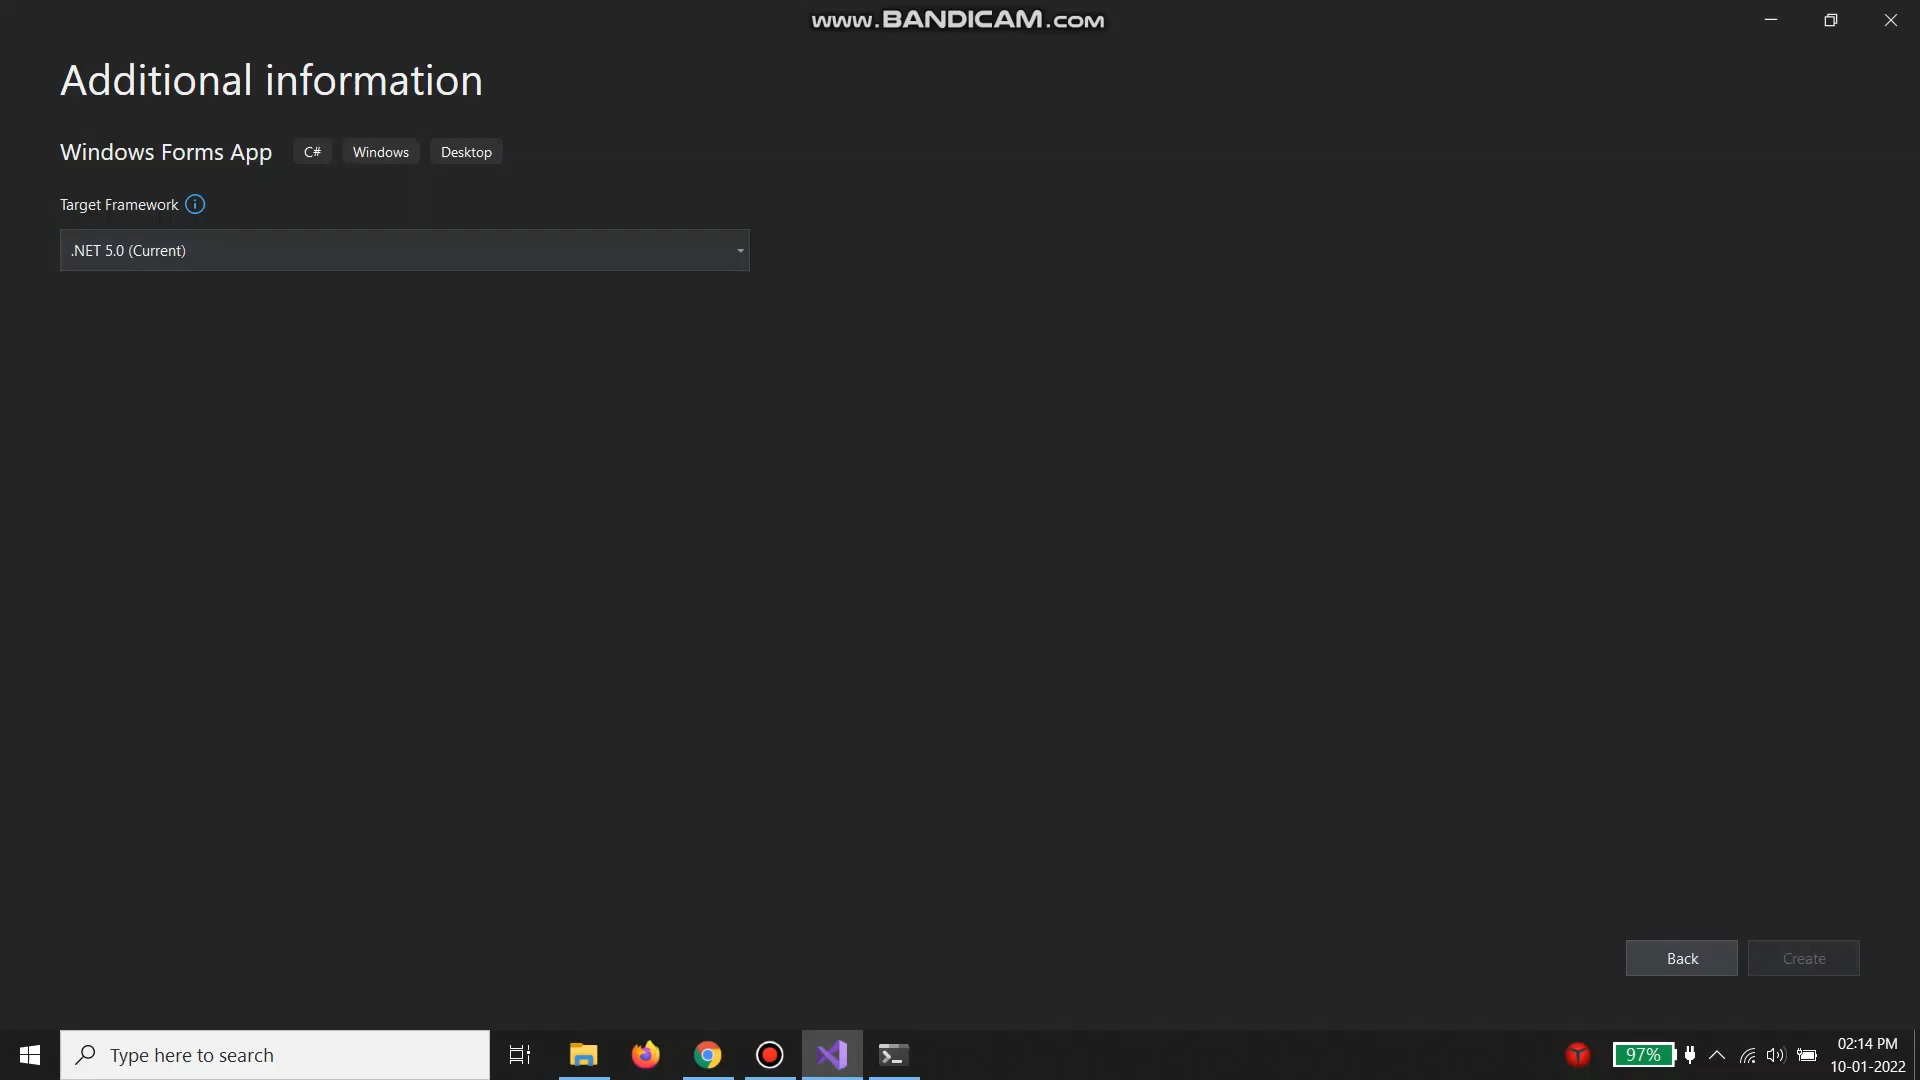 www.BANDICAM.com
Additional information
Windows Forms App C# Windows Desktop
Target Framework
.NET 5.0 (Current)
Back Create
Type here to search
97%
02:14 PM
10-01-2022